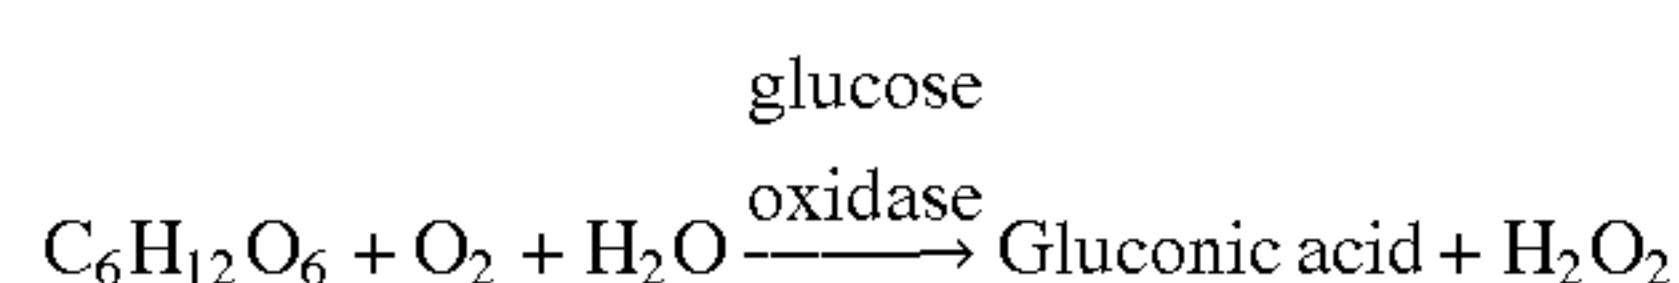 glucose
oxidase
C₆H₁₂O₆ + O₂ + H₂O ⟶ Gluconic acid + H₂O₂